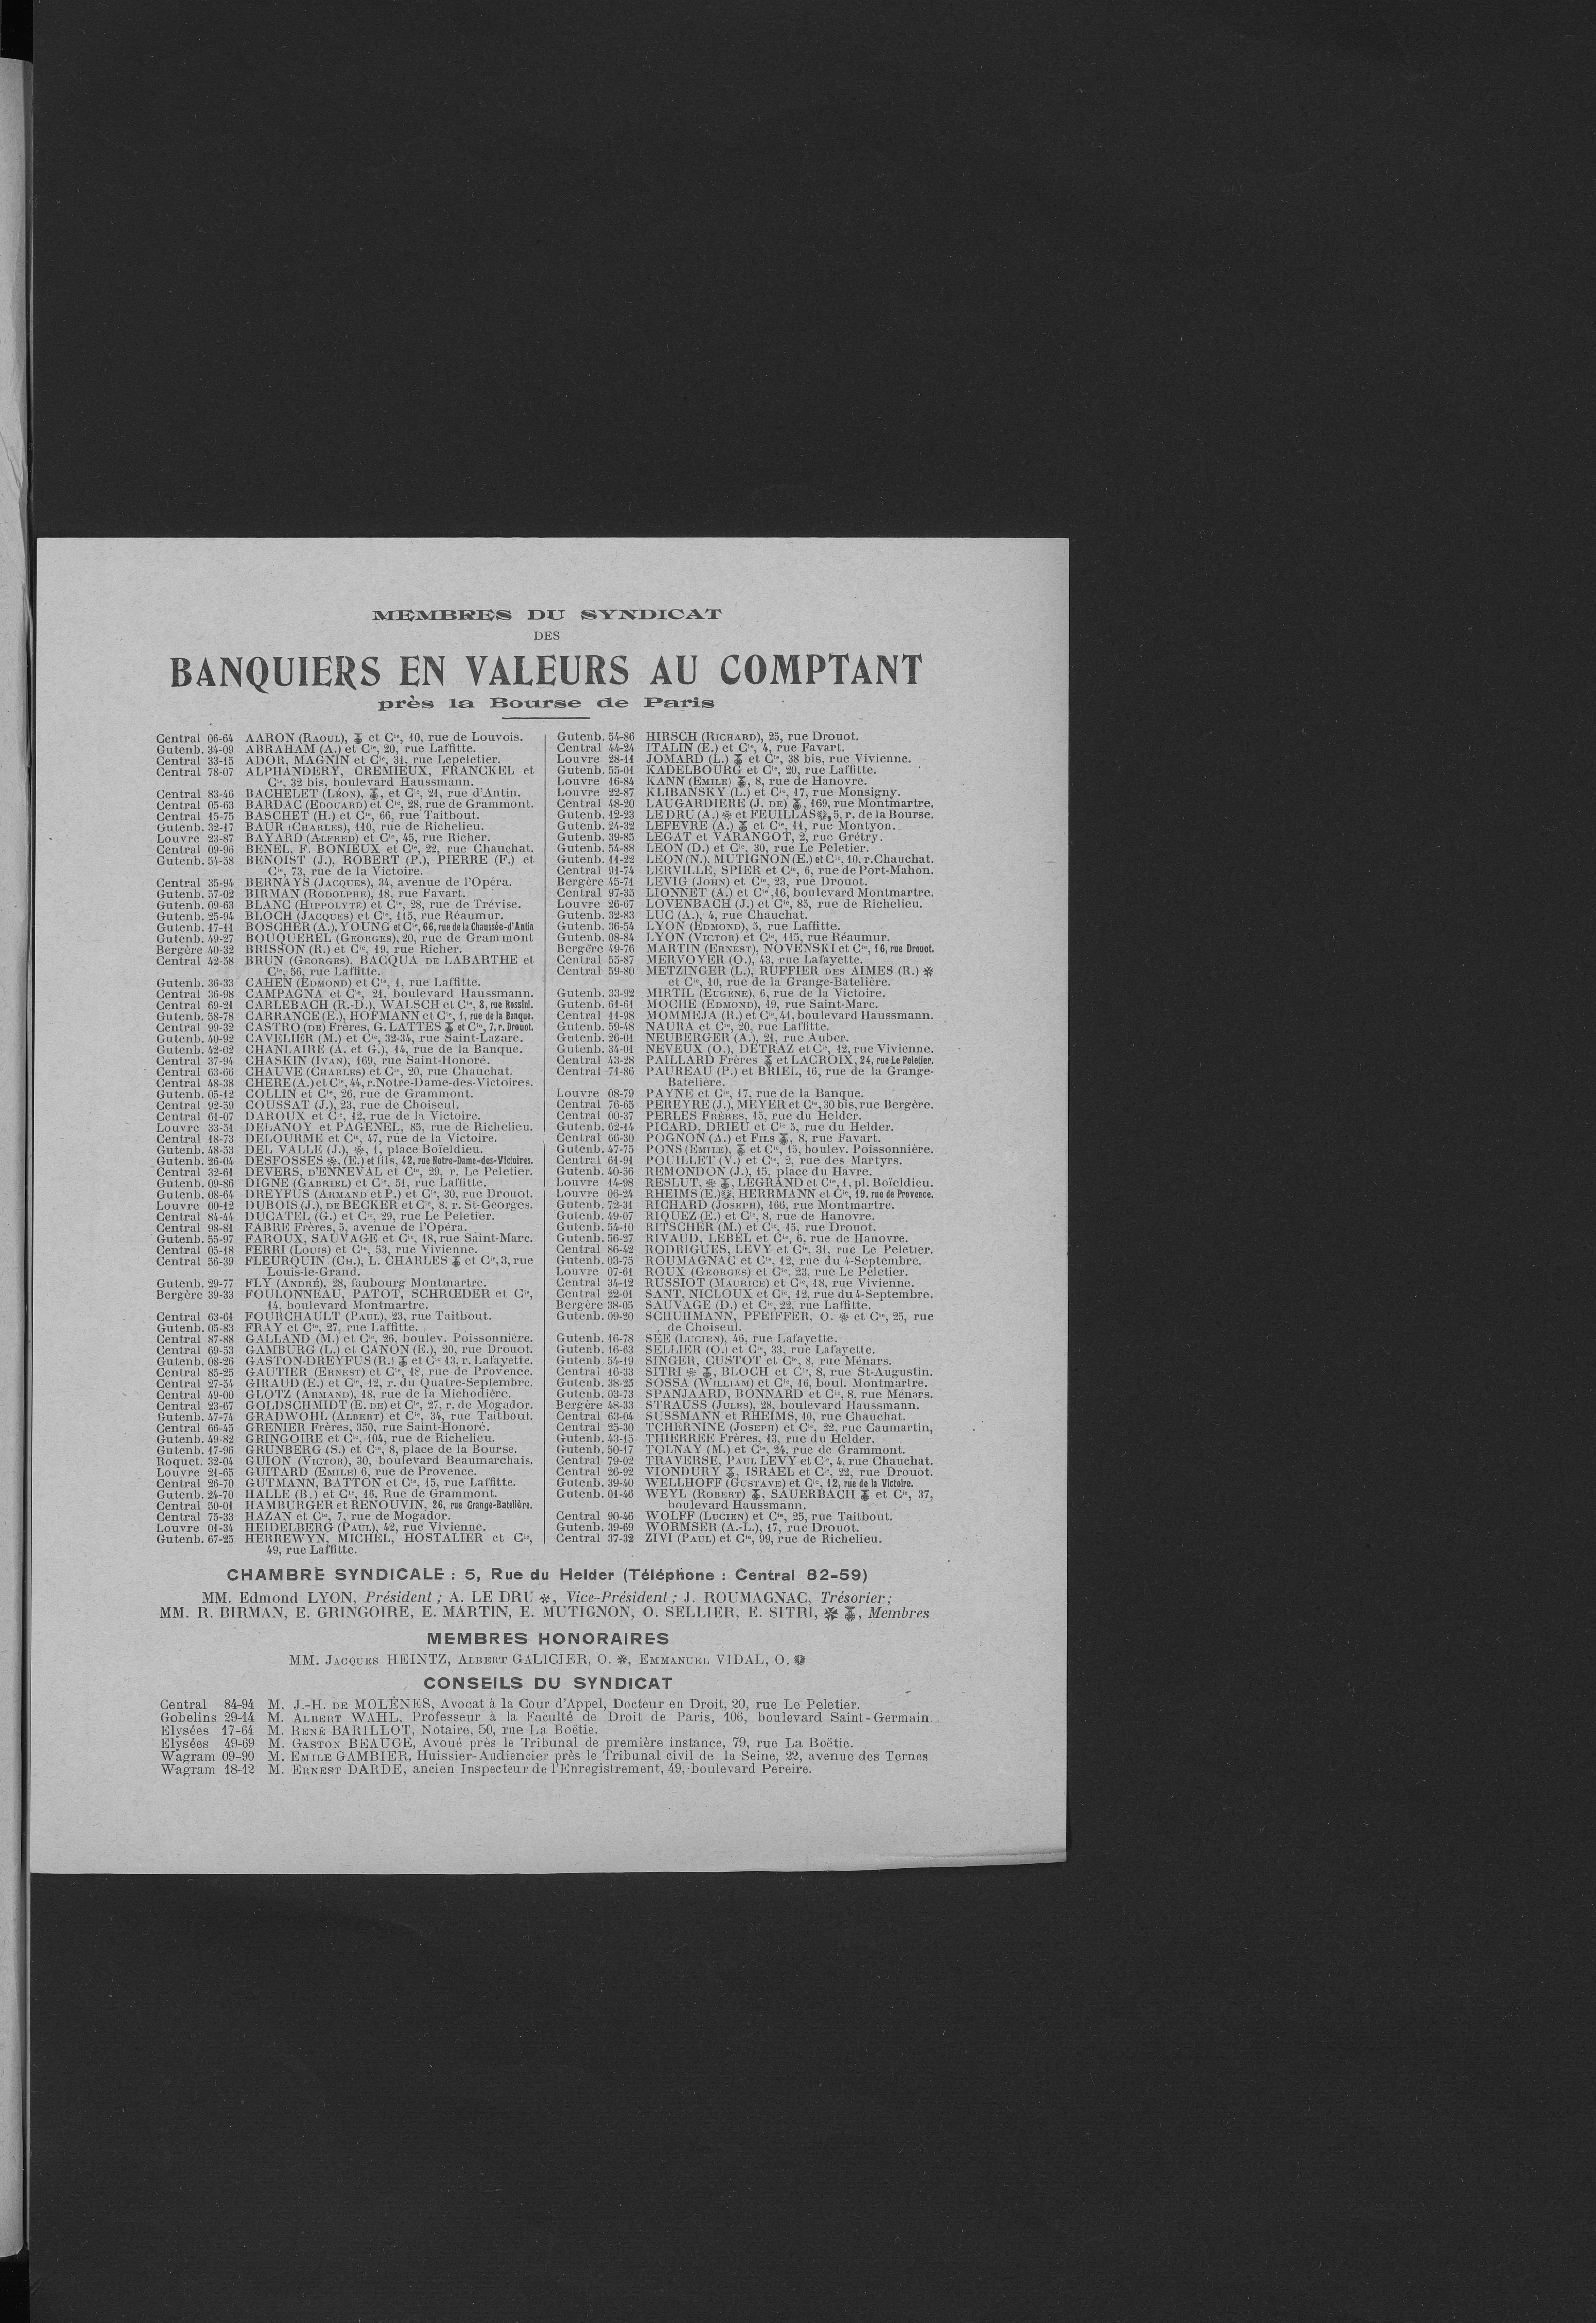 MEMBRES DU SYNDICAT
DES
BANQUIERS EN VALEURS AU COMPTANT
près la Bourse de Paris
Central 06-64 AARON (RAOUL), et Cie, 10, rue de Louvois.
Gutenb. 34-09 ABRAHAM (A.) et Cie, 20, rue Laffitte.
Central 33-15 ADOR, MAGNIN et Cie, 31, rue Lepeletier.
Central 78-07 ALPHANDERY, CREMIEUX, FRANCKEL et
Cie, 32 bis, boulevard Haussmann.
Central 83-46 BACHELET (LÉON), et Cie, 21, rue d'Antin.
Central 05-63 BARDAC (EDOUARD) et Cie, 28, rue de Grammont.
Central 15-75 BASCHET (H.) et Cie, 66, rue Taitbout.
Gutenb. 32-17 BAUR (CHARLES), 110, rue de Richelieu.
Louvre 23-87 BAYARD (ALFRED) et Cie, 45, rue Richer.
Central 09-96 BENEL, F. BONIEUX et Cie, 22, rue Chauchat.
Gutenb. 54-58 BENOIST (J.), ROBERT (P.), PIERRE (F.) et
Cie, 73, rue de la Victoire.
Central 35-94 BERNAYS (JACQUES), 34, avenue de l'Opéra.
Gutenb. 57-02 BIRMAN (RODOLPHE), 18, rue Favart.
Gutenb. 09-63 BLANC (HIPPOLYTE) et Cie, 28, rue de Trévise.
Gutenb. 25-94 BLOCH (JACQUES) et Cie, 115, rue Réaumur.
Gutenb. 17-11 BOSCHER (A.), YOUNG et Cie, 66, rue de la Chaussée-d'Antin
Gutenb. 49-27 BOUQUEREL (GEORGES), 20, rue de Grammont
Bergère 40-32 BRISSON (R.) et Cie, 19, rue Richer.
Central 42-58 BRUN (GEORGES), BACQUA DE LABARTHE et
Cie, 56, rue Laffitte.
Gutenb. 36-33 CAHEN (EDMOND) et Cie, 1, rue Laffitte.
Central 36-98 CAMPAGNA et Cie, 21, boulevard Haussmann.
Central 69-21 CARLEBACH (R.-D.), WALSCH et Cie, 8, rue Rossini.
Gutenb. 58-78 CARRANCE (E.), HOFMANN et Cie, 1, rue de la Banque.
Central 99-32 CASTRO (DE) Frères, G. LATTES et Cie, 7, r. Drouot.
Gutenb. 40-92 CAVELIER (M.) et Cie, 32-34, rue Saint-Lazare.
Gutenb. 42-02 CHANLAIRE (A. et G.), 14, rue de la Banque.
Central 37-94 CHASKIN (IVAN), 169, rue Saint-Honoré.
Central 63-66 CHAUVE (CHARLES) et Cie, 20, rue Chauchat.
Central 48-38 CHERE (A.) et Cie, 44, r. Notre-Dame-des-Victoires.
Gutenb. 05-12 COLLIN et Cie, 26, rue de Grammont.
Central 92-59 COUSSAT (J.), 23, rue de Choiseul.
Central 61-07 DAROUX et Cie, 12, rue de la Victoire.
Louvre 33-51 DELANOY et PAGENEL, 85, rue de Richelieu.
Central 18-73 DELOURME et Cie, 47, rue de la Victoire.
Gutenb. 48-53 DEL VALLE (J.), ❊, 1, place Boïeldieu.
Gutenb. 26-04 DESFOSSES ❊, (E.) et fils, 42, rue Notre-Dame-des-Victoires.
Central 32-61 DEVERS, D'ENNEVAL et Cie, 29, r. Le Peletier.
Gutenb. 09-86 DIGNE (GABRIEL) et Cie, 51, rue Laffitte.
Gutenb. 08-64 DREYFUS (ARMAND et P.) et Cie, 30, rue Drouot.
Louvre 00-12 DUBOIS (J.), DE BECKER et Cie, 8, r. St-Georges.
Central 84-44 DUCATEL (G.) et Cie, 29, rue Le Peletier.
Central 98-81 FABRE Frères, 5, avenue de l'Opéra.
Gutenb. 55-97 FAROUX, SAUVAGE et Cie, 18, rue Saint-Marc.
Central 05-18 FERRI (LOUIS) et Cie, 53, rue Vivienne.
Central 56-39 FLEURQUIN (CH.), L. CHARLES et Cie, 3, rue
Louis-le-Grand.
Gutenb. 29-77 FLY (ANDRÉ), 28, faubourg Montmartre.
Bergère 39-33 FOULONNEAU, PATOT, SCHRŒDER et Cie,
14, boulevard Montmartre.
Central 63-61 FOURCHAULT (PAUL), 23, rue Taitbout.
Gutenb. 05-83 FRAY et Cie, 27, rue Laffitte.
Central 87-88 GALLAND (M.) et Cie, 26, boulev. Poissonnière.
Central 69-53 GAMBURG (L.) et CANON (E.), 20, rue Drouot.
Gutenb. 08-26 GASTON-DREYFUS (R.) et Cie 13, r. Lafayette.
Central 85-25 GAUTIER (ERNEST) et Cie, 18, rue de Provence.
Central 27-54 GIRAUD (E.) et Cie, 12, r. du Quatre-Septembre.
Central 49-00 GLOTZ (ARMAND), 18, rue de la Michodière.
Central 23-67 GOLDSCHMIDT (E. DE) et Cie, 27, r. de Mogador.
Gutenb. 47-74 GRADWOHL (ALBERT) et Cie, 34, rue Taitbout.
Central 66-45 GRENIER Frères, 350, rue Saint-Honoré.
Gutenb. 49-82 GRINGOIRE et Cie, 104, rue de Richelieu.
Gutenb. 17-96 GRUNBERG (S.) et Cie, 8, place de la Bourse.
Roquet. 32-04 GUION (VICTOR), 30, boulevard Beaumarchais.
Louvre 21-65 GUITARD (EMILE) 6, rue de Provence.
Central 26-70 GUTMANN, BATTON et Cie, 15, rue Laffitte.
Gutenb. 24-70 HALLE (B.) et Cie, 16, Rue de Grammont.
Central 50-01 HAMBURGER et RENOUVIN, 26, rue Grange-Batelière.
Central 75-33 HAZAN et Cie, 7, rue de Mogador.
Louvre 01-34 HEIDELBERG (PAUL), 42, rue Vivienne.
Gutenb. 67-25 HERREWYN, MICHEL, HOSTALIER et Cie,
49, rue Laffitte.
Gutenb. 54-86 HIRSCH (RICHARD), 25, rue Drouot.
Central 44-24 ITALIN (E.) et Cie, 4, rue Favart.
Louvre 28-11 JOMARD (L.) et Cie, 38 bis, rue Vivienne.
Gutenb. 55-01 KADELBOURG et Cie, 20, rue Laffitte.
Louvre 16-84 KANN (EMILE), 8, rue de Hanovre.
Louvre 22-87 KLIBANSKY (L.) et Cie, 17, rue Monsigny.
Central 48-20 LAUGARDIERE (J. DE), 169, rue Montmartre.
Gutenb. 12-23 LE DRU (A.) ❊ et FEUILLAS, 5, r. de la Bourse.
Gutenb. 24-32 LEFEVRE (A.) et Cie, 11, rue Montyon.
Gutenb. 39-85 LEGAT et VARANGOT, 2, rue Grétry.
Gutenb. 54-88 LEON (D.) et Cie, 30, rue Le Peletier.
Gutenb. 11-22 LEON (N.), MUTIGNON (E.) et Cie, 10, r. Chauchat.
Central 91-74 LERVILLE, SPIER et Cie, 6, rue de Port-Mahon.
Bergère 45-71 LEVIG (JOHN) et Cie, 23, rue Drouot.
Central 97-35 LIONNET (A.) et Cie, 16, boulevard Montmartre.
Louvre 26-67 LOVENBACH (J.) et Cie, 85, rue de Richelieu.
Gutenb. 32-83 LUC (A.), 4, rue Chauchat.
Gutenb. 36-54 LYON (EDMOND), 5, rue Laffitte.
Gutenb. 08-84 LYON (VICTOR) et Cie, 115, rue Réaumur.
Bergère 49-76 MARTIN (ERNEST), NOVENSKI et Cie, 16, rue Drouot.
Central 55-87 MERVOYER (O.), 43, rue Lafayette.
Central 59-80 METZINGER (L.), RUFFIER DES AIMES (R.) ❊
et Cie, 10, rue de la Grange-Batelière.
Gutenb. 33-92 MIRTIL (EUGÈNE), 6, rue de la Victoire.
Gutenb. 61-61 MOCHE (EDMOND), 19, rue Saint-Marc.
Central 11-98 MOMMEJA (R.) et Cie, 41, boulevard Haussmann.
Gutenb. 59-48 NAURA et Cie, 20, rue Laffitte.
Gutenb. 26-01 NEUBERGER (A.), 21, rue Auber.
Gutenb. 34-01 NEVEUX (O.), DETRAZ et Cie, 12, rue Vivienne.
Central 43-28 PAILLARD Frères et LACROIX, 24, rue Le Peletier.
Central 74-86 PAUREAU (P.) et BRIEL, 16, rue de la Grange-
Batelière.
Louvre 08-79 PAYNE et Cie, 17, rue de la Banque.
Central 76-65 PEREYRE (J.), MEYER et Cie, 30 bis, rue Bergère.
Central 00-37 PERLES FRÈRES, 15, rue du Helder.
Gutenb. 62-14 PICARD, DRIEU et Cie 5, rue du Helder.
Central 66-30 POGNON (A.) et FILS, 8, rue Favart.
Gutenb. 47-75 PONS (EMILE), et Cie, 15, boulev. Poissonnière.
Central 61-91 POUILLET (V.) et Cie, 2, rue des Martyrs.
Gutenb. 40-56 REMONDON (J.), 15, place du Havre.
Louvre 14-98 RESLUT, ❊, LEGRAND et Cie, 1, pl. Boïeldieu.
Louvre 06-24 RHEIMS (E.), HERRMANN et Cie, 19, rue de Provence.
Gutenb. 72-31 RICHARD (JOSEPH), 166, rue Montmartre.
Gutenb. 49-07 RIQUEZ (E.) et Cie, 8, rue de Hanovre.
Gutenb. 54-10 RITSCHER (M.) et Cie, 15, rue Drouot.
Gutenb. 56-27 RIVAUD, LEBEL et Cie, 6, rue de Hanovre.
Central 86-42 RODRIGUES, LEVY et Cie, 31, rue Le Peletier.
Gutenb. 03-75 ROUMAGNAC et Cie, 12, rue du 4-Septembre.
Louvre 07-61 ROUX (GEORGES) et Cie, 23, rue Le Peletier.
Central 34-12 RUSSIOT (MAURICE) et Cie, 18, rue Vivienne.
Central 22-01 SANT, NICLOUX et Cie, 12, rue du 4-Septembre.
Bergère 38-05 SAUVAGE (D.) et Cie, 22, rue Laffitte.
Gutenb. 09-20 SCHUHMANN, PFEIFFER, O. ❊ et Cie, 25, rue
de Choiseul.
Gutenb. 16-78 SÉE (LUCIEN), 46, rue Lafayette.
Gutenb. 16-63 SELLIER (O.) et Cie, 33, rue Lafayette.
Gutenb. 54-19 SINGER, CUSTOT et Cie, 8, rue Ménars.
Central 16-33 SITRI ❊, BLOCH et Cie, 8, rue St-Augustin.
Gutenb. 38-25 SOSSA (WILLIAM) et Cie, 16, boul. Montmartre.
Gutenb. 03-73 SPANJAARD, BONNARD et Cie, 8, rue Ménars.
Bergère 48-33 STRAUSS (JULES), 28, boulevard Haussmann.
Central 63-04 SUSSMANN et RHEIMS, 10, rue Chauchat.
Central 25-30 TCHERNINE (JOSEPH) et Cie, 22, rue Caumartin,
Gutenb. 43-15 THIERREE Frères, 13, rue du Helder.
Gutenb. 50-17 TOLNAY (M.) et Cie, 24, rue de Grammont.
Central 79-02 TRAVERSE, PAUL LEVY et Cie, 4, rue Chauchat.
Central 26-92 VIONDURY, ISRAEL et Cie, 22, rue Drouot.
Gutenb. 39-40 WELLHOFF (GUSTAVE) et Cie, 12, rue de la Victoire.
Gutenb. 01-46 WEYL (ROBERT), SAUERBACH et Cie, 37,
boulevard Haussmann.
Central 90-46 WOLFF (LUCIEN) et Cie, 25, rue Taitbout.
Gutenb. 39-69 WORMSER (A.-L.), 17, rue Drouot.
Central 37-32 ZIVI (PAUL) et Cie, 99, rue de Richelieu.
CHAMBRE SYNDICALE : 5, Rue du Helder (Téléphone : Central 82-59)
MM. Edmond LYON, Président ; A. LE DRU ❊, Vice-Président ; J. ROUMAGNAC, Trésorier ;
MM. R. BIRMAN, E. GRINGOIRE, E. MARTIN, E. MUTIGNON, O. SELLIER, E. SITRI, ❊, Membres
MEMBRES HONORAIRES
MM. JACQUES HEINTZ, ALBERT GALICIER, O. ❊, EMMANUEL VIDAL, O.
CONSEILS DU SYNDICAT
Central 84-94 M. J.-H. DE MOLÈNES, Avocat à la Cour d'Appel, Docteur en Droit, 20, rue Le Peletier.
Gobelins 29-14 M. ALBERT WAHL, Professeur à la Faculté de Droit de Paris, 106, boulevard Saint-Germain.
Elysées 17-64 M. RENÉ BARILLOT, Notaire, 50, rue La Boëtie.
Elysées 49-69 M. GASTON BEAUGE, Avoué près le Tribunal de première instance, 79, rue La Boëtie.
Wagram 09-90 M. EMILE GAMBIER, Huissier-Audiencier près le Tribunal civil de la Seine, 22, avenue des Ternes
Wagram 18-12 M. ERNEST DARDE, ancien Inspecteur de l'Enregistrement, 49, boulevard Pereire.